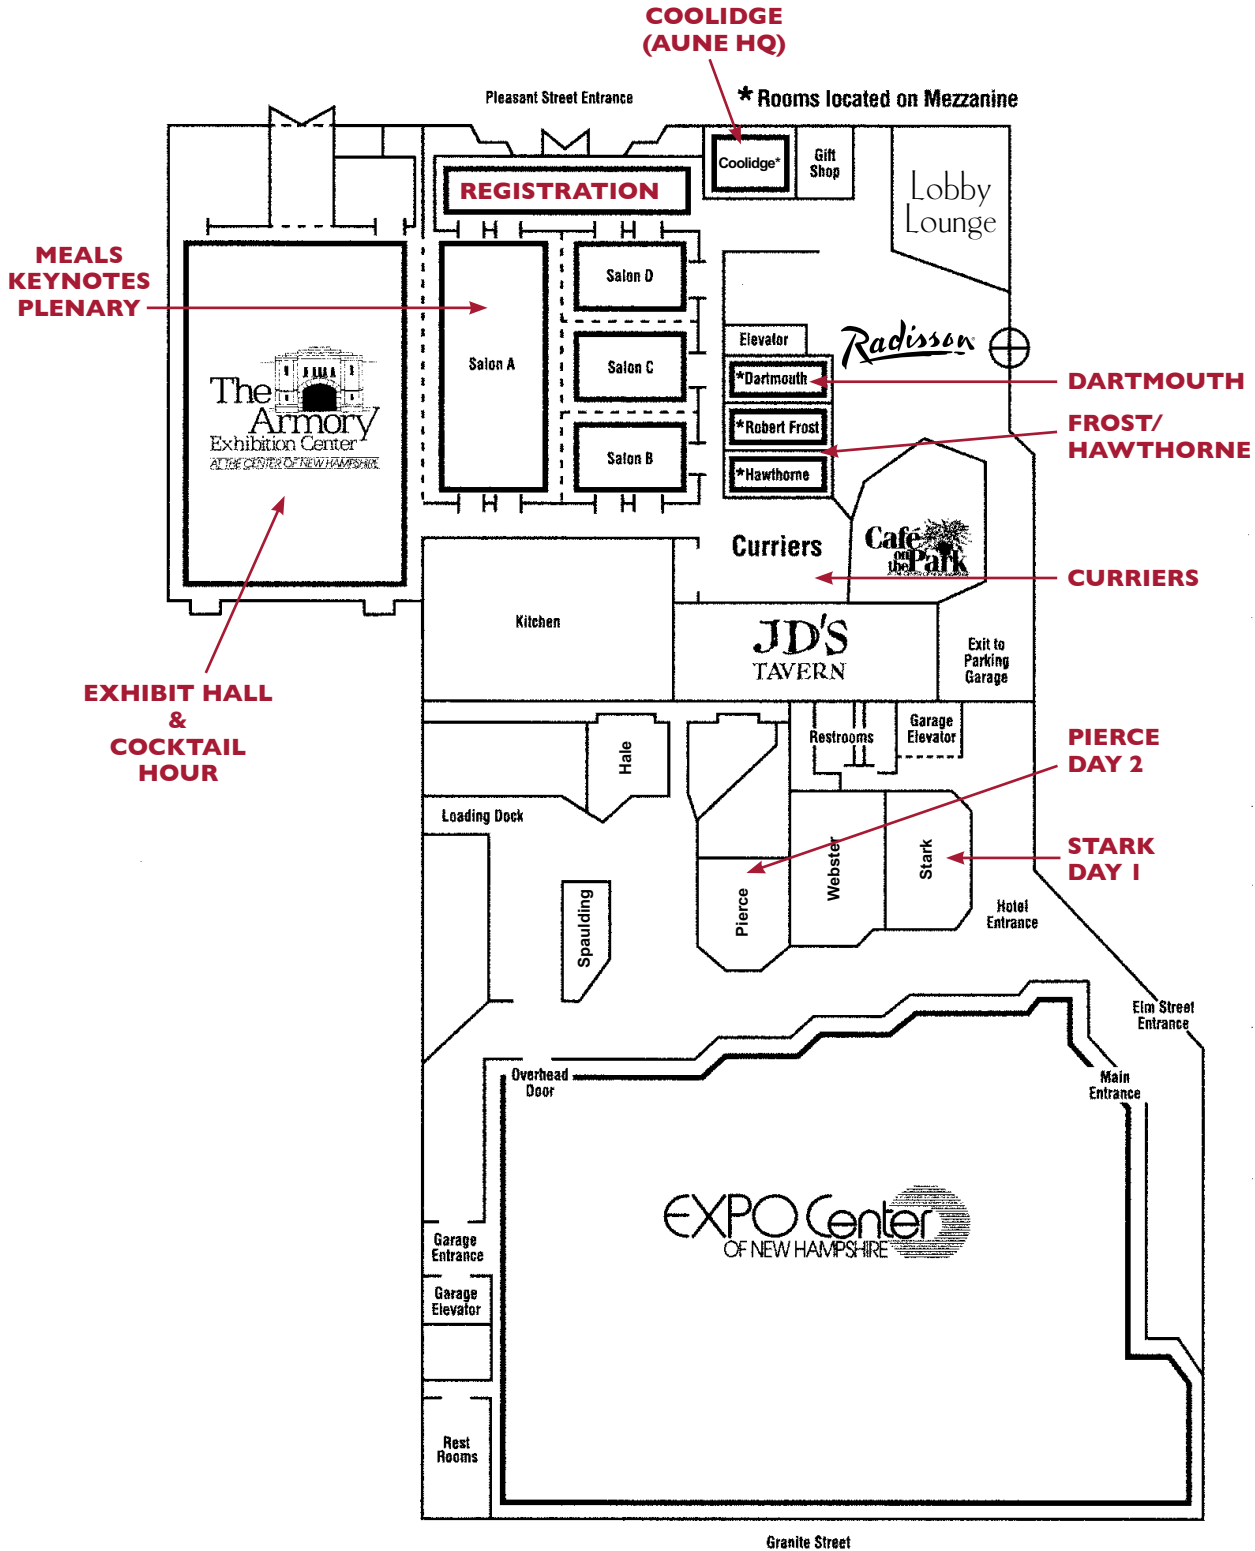 COOLIDGE
(AUNE HQ)
Pleasant Street Entrance
* Rooms located on Mezzanine
Coolidge*
Gift
Shop
Lobby
Lounge
REGISTRATION
MEALS
KEYNOTES
PLENARY
Salon D
Salon A
Salon C
Salon B
Elevator
Radisson
*Dartmouth
DARTMOUTH
*Robert Frost
FROST/
HAWTHORNE
*Hawthorne
The
Armory
Exhibition Center
AT THE CENTER OF NEW HAMPSHIRE
Curriers
Café
on
the Park
CURRIERS
Kitchen
JD'S
TAVERN
Exit to
Parking
Garage
EXHIBIT HALL
&
COCKTAIL
HOUR
Hale
Restrooms
Garage
Elevator
PIERCE
DAY 2
Loading Dock
Webster
Stark
STARK
DAY 1
Spaulding
Pierce
Hotel
Entrance
Elm Street
Entrance
Overhead
Door
Main
Entrance
EXPO Center
OF NEW HAMPSHIRE
Garage
Entrance
Garage
Elevator
Rest
Rooms
Granite Street